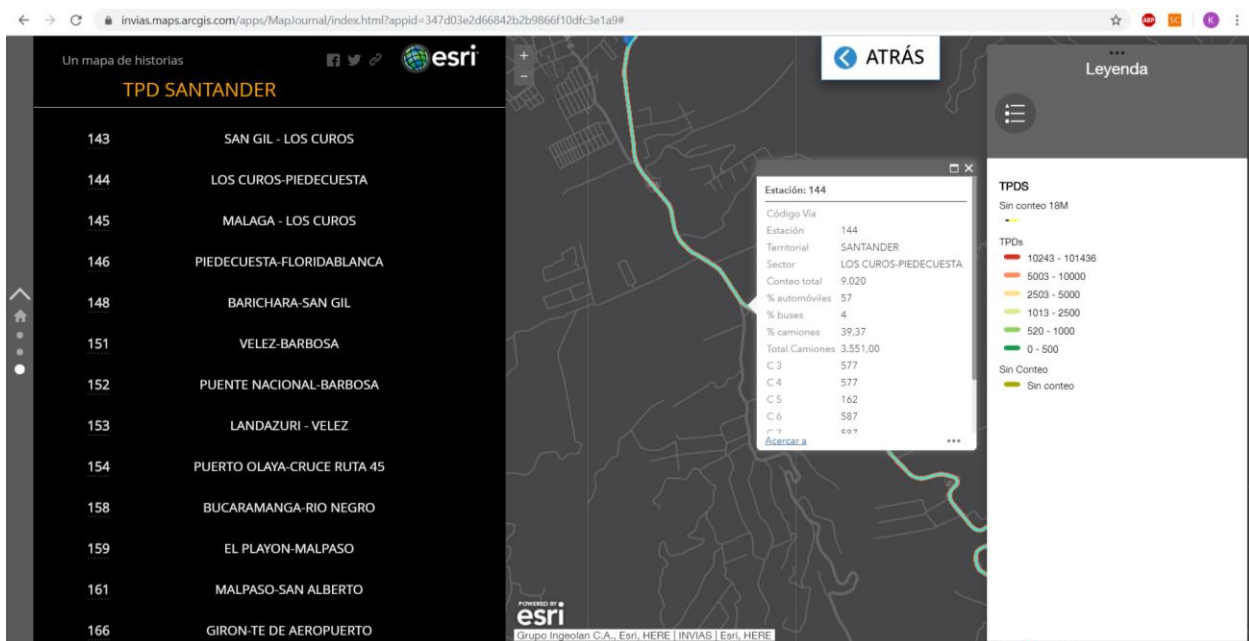 invias.maps.arcgis.com/apps/MapJournal/index.html?appid=347d03e2d66842b2b9866f10dfc3e1a9#
ABP
SC
K
Un mapa de historias
esri
TPD SANTANDER
143 SAN GIL - LOS CUROS
144 LOS CUROS-PIEDECUESTA
145 MALAGA - LOS CUROS
146 PIEDECUESTA-FLORIDABLANCA
148 BARICHARA-SAN GIL
151 VELEZ-BARBOSA
152 PUENTE NACIONAL-BARBOSA
153 LANDAZURI - VELEZ
154 PUERTO OLAYA-CRUCE RUTA 45
158 BUCARAMANGA-RIO NEGRO
159 EL PLAYON-MALPASO
161 MALPASO-SAN ALBERTO
166 GIRON-TE DE AEROPUERTO
+
−
ATRÁS
Estación: 144
Código Vía
Estación 144
Territorial SANTANDER
Sector LOS CUROS-PIEDECUESTA
Conteo total 9.020
% automóviles 57
% buses 4
% camiones 39,37
Total Camiones 3.551,00
C 3 577
C 4 577
C 5 162
C 6 587
C 7 587
Acercar a
POWERED BY
esri
Grupo Ingeolan C.A., Esri, HERE | INVIAS | Esri, HERE
Leyenda
TPDS
Sin conteo 18M
TPDs
10243 - 101436
5003 - 10000
2503 - 5000
1013 - 2500
520 - 1000
0 - 500
Sin Conteo
Sin conteo